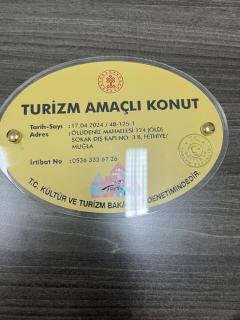 TURİZM AMAÇLI KONUT
Tarih-Sayı : 17.04.2024 / 48-125-1
Adres : ÖLÜDENİZ MAHALLESİ 124 (OLD)
SOKAK DIŞ KAPI NO: 3 B, FETHİYE/
MUĞLA
İrtibat No : 0536 333 67 26
T.C. KÜLTÜR VE TURİZM BAKA DENETİMİNDEDİR.